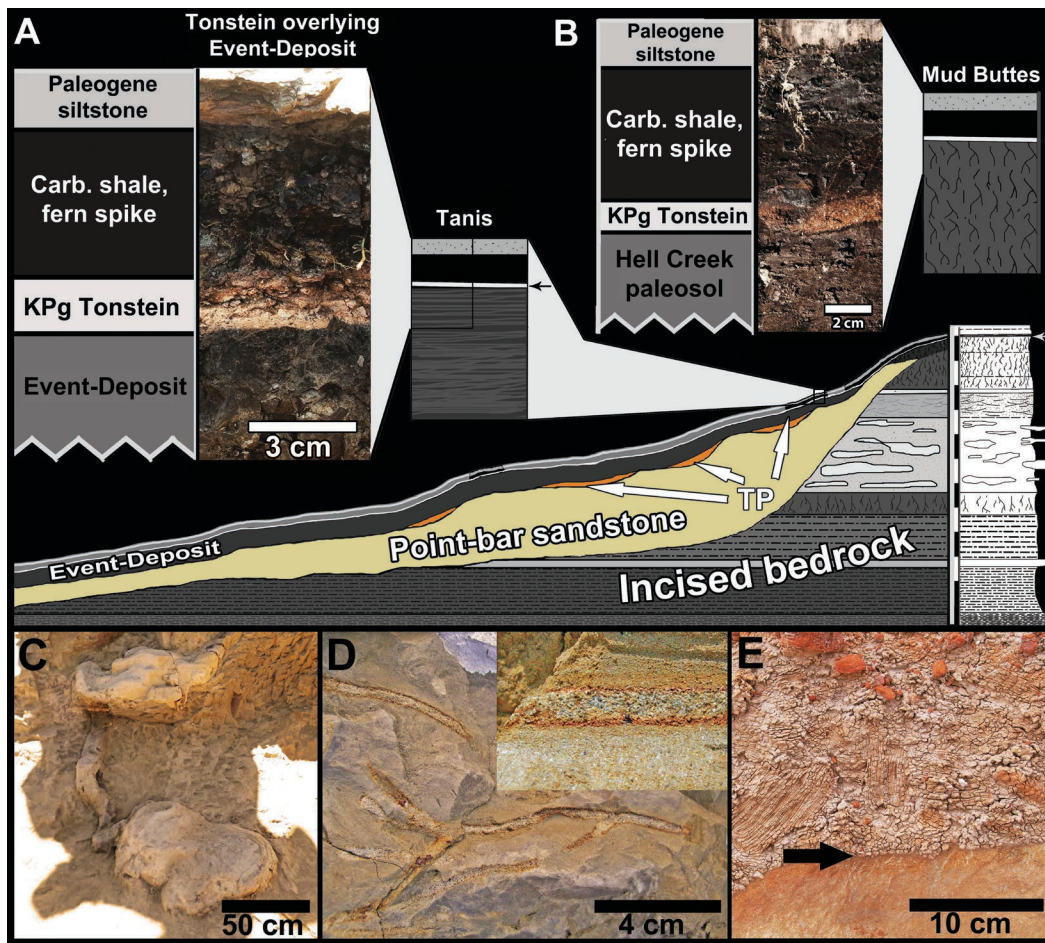 A
Tonstein overlying
Event-Deposit
Paleogene
siltstone
Carb. shale,
fern spike
KPg Tonstein
Event-Deposit
3 cm
Tanis
B
Paleogene
siltstone
Carb. shale,
fern spike
KPg Tonstein
Hell Creek
paleosol
2 cm
Mud Buttes
TP
Event-Deposit
Point-bar sandstone
Incised bedrock
C
50 cm
D
4 cm
E
10 cm